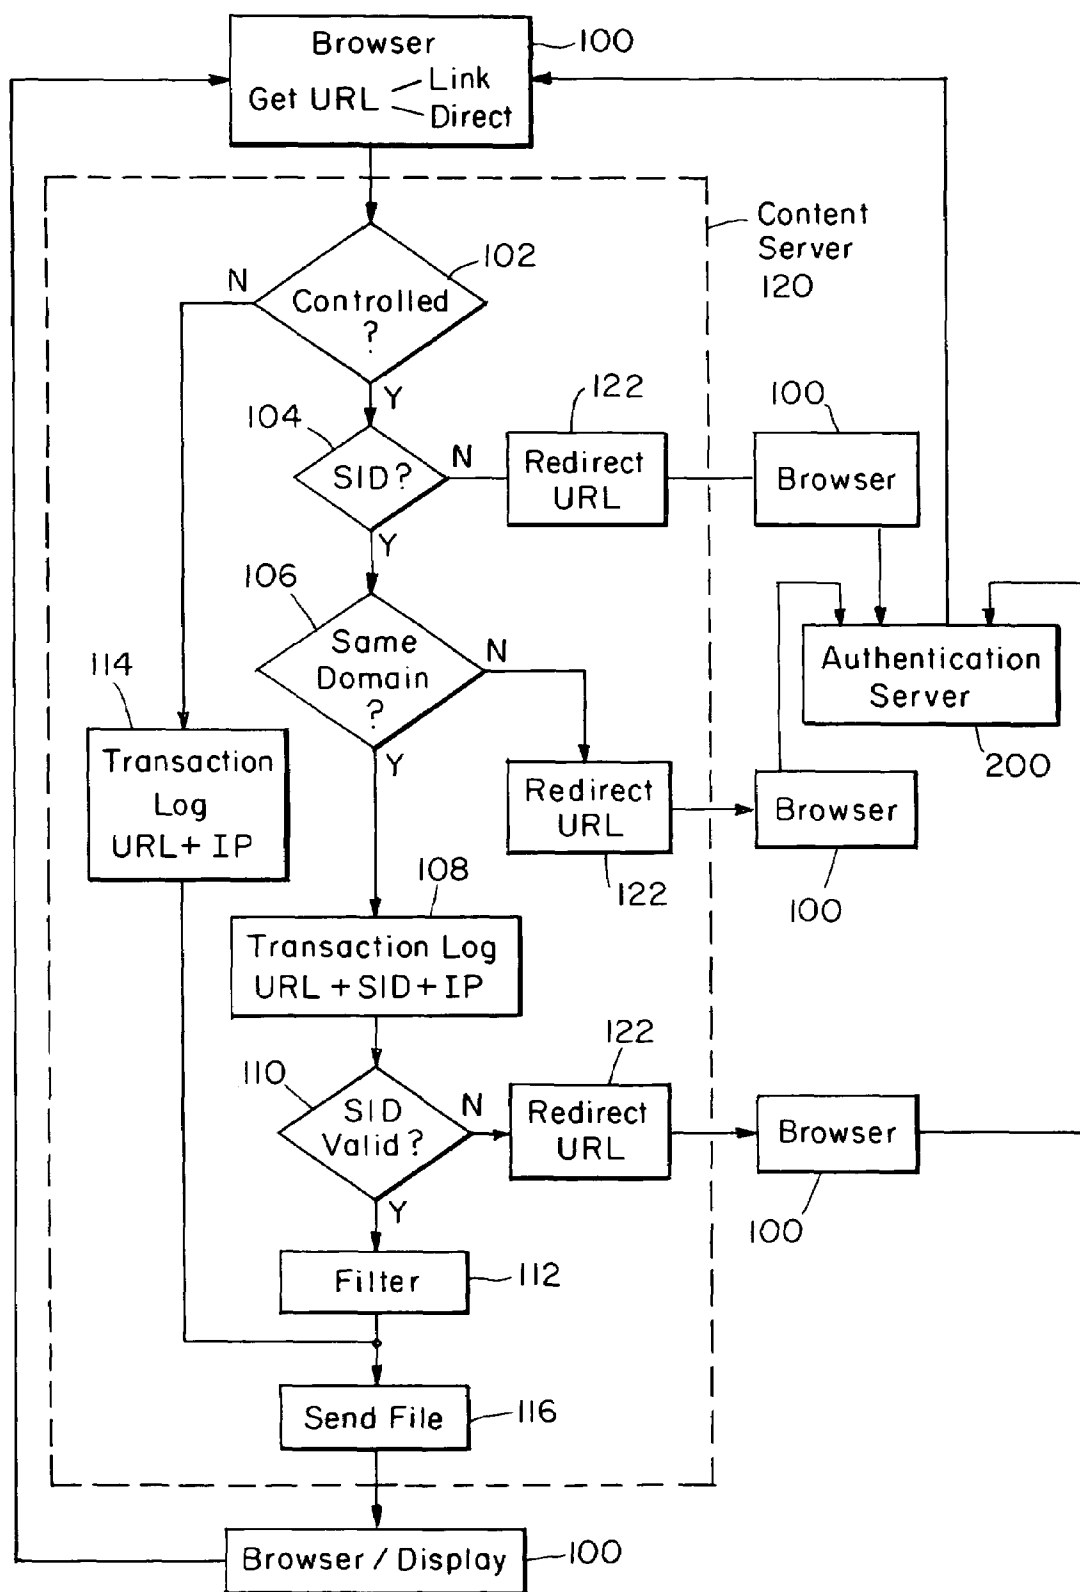 Browser
100
Get URL
Link
Direct
Content
Server
120
102
N
Controlled
?
Y
122
100
104
SID?
N
Redirect
URL
Browser
Y
106
Same
Domain
?
N
Authentication
Server
114
Y
200
Transaction
Log
URL+ IP
Redirect
URL
Browser
122
100
108
Transaction Log
URL +SID+IP
122
110
SID
Valid?
N
Redirect
URL
Browser
Y
100
Filter
112
Send File
116
Browser / Display
100